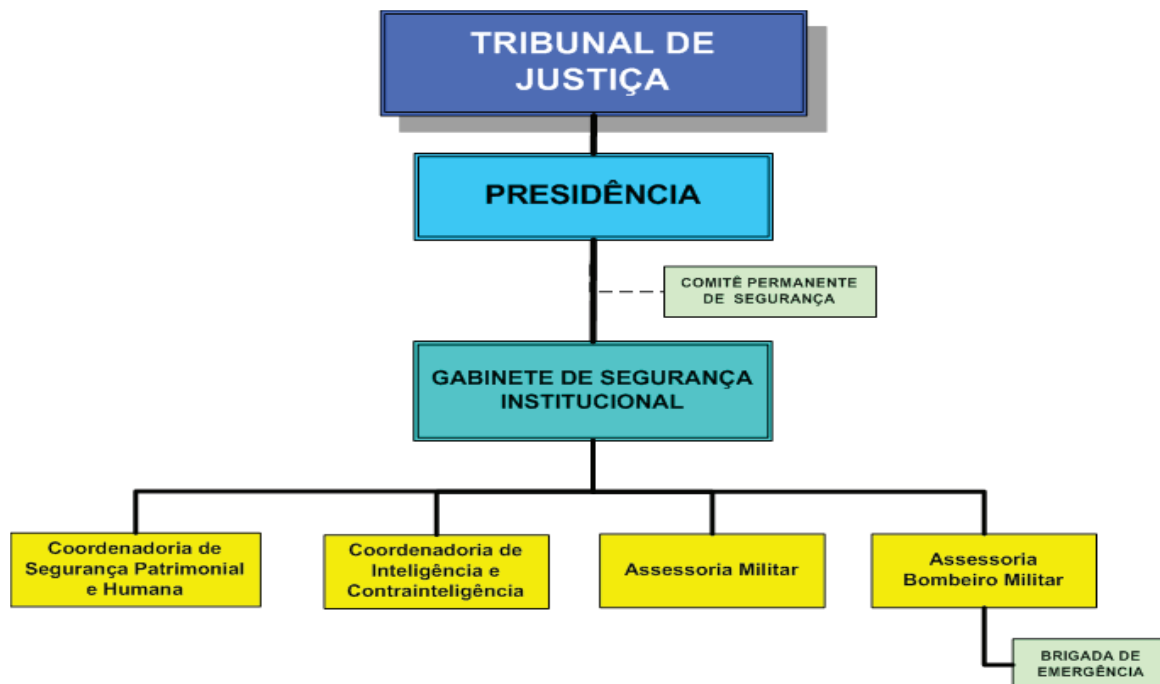 TRIBUNAL DE
JUSTIÇA
PRESIDÊNCIA
COMITÊ PERMANENTE
DE SEGURANÇA
GABINETE DE SEGURANÇA
INSTITUCIONAL
Coordenadoria de
Segurança Patrimonial
e Humana
Coordenadoria de
Inteligência e
Contrainteligência
Assessoria Militar
Assessoria
Bombeiro Militar
BRIGADA DE
EMERGÊNCIA